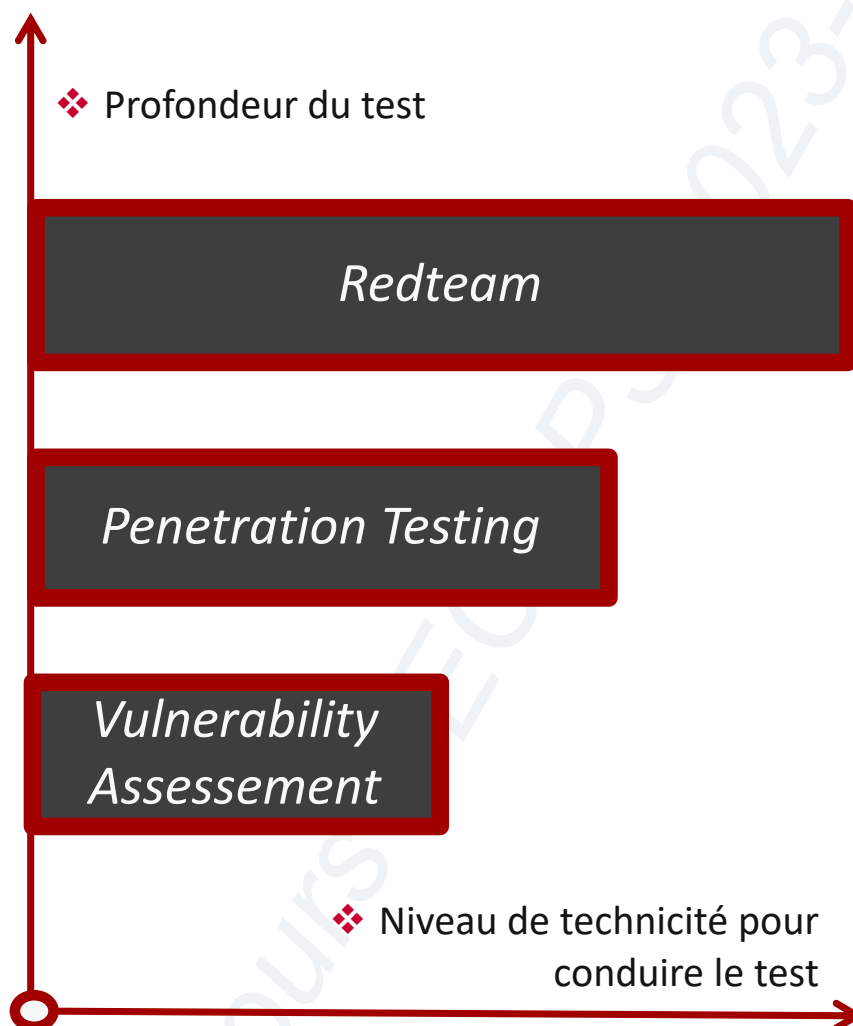 Profondeur du test
Redteam
Penetration Testing
Vulnerability
Assessement
Niveau de technicité pour
conduire le test